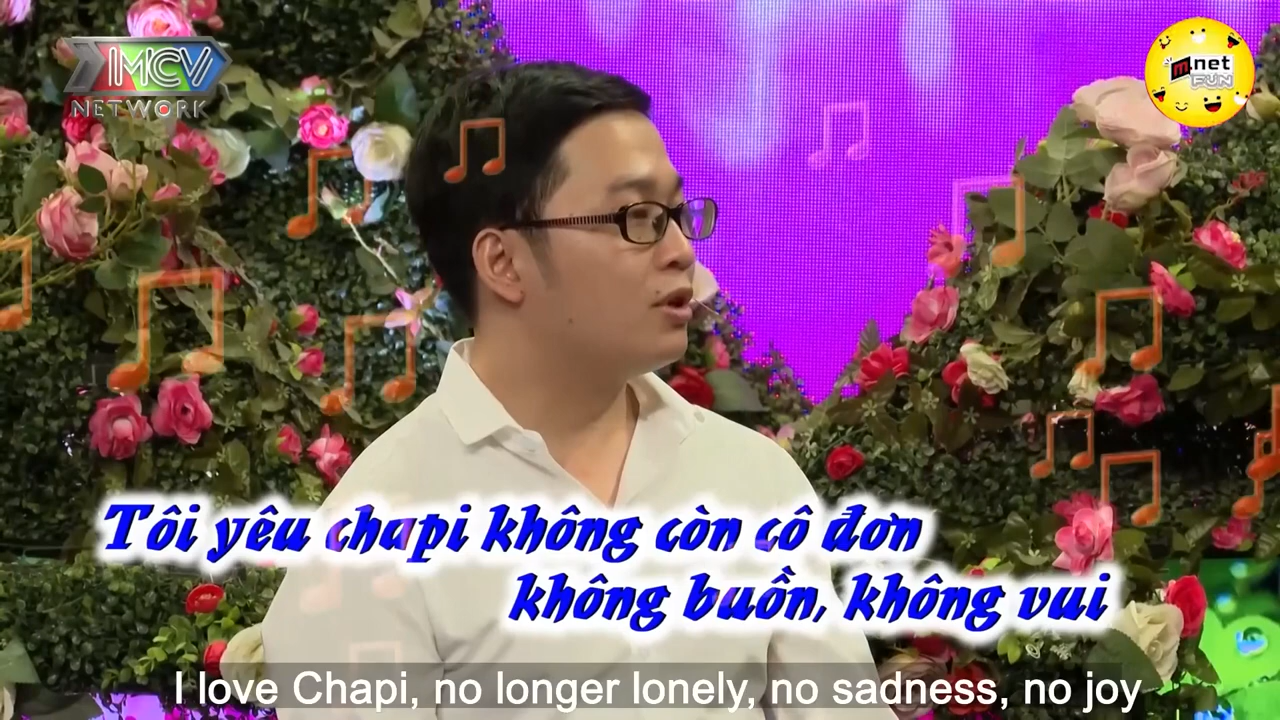 MCV
NETWORK
mnet
FUN
Tôi yêu chapi không còn cô đơn
không buồn, không vui
I love Chapi, no longer lonely, no sadness, no joy